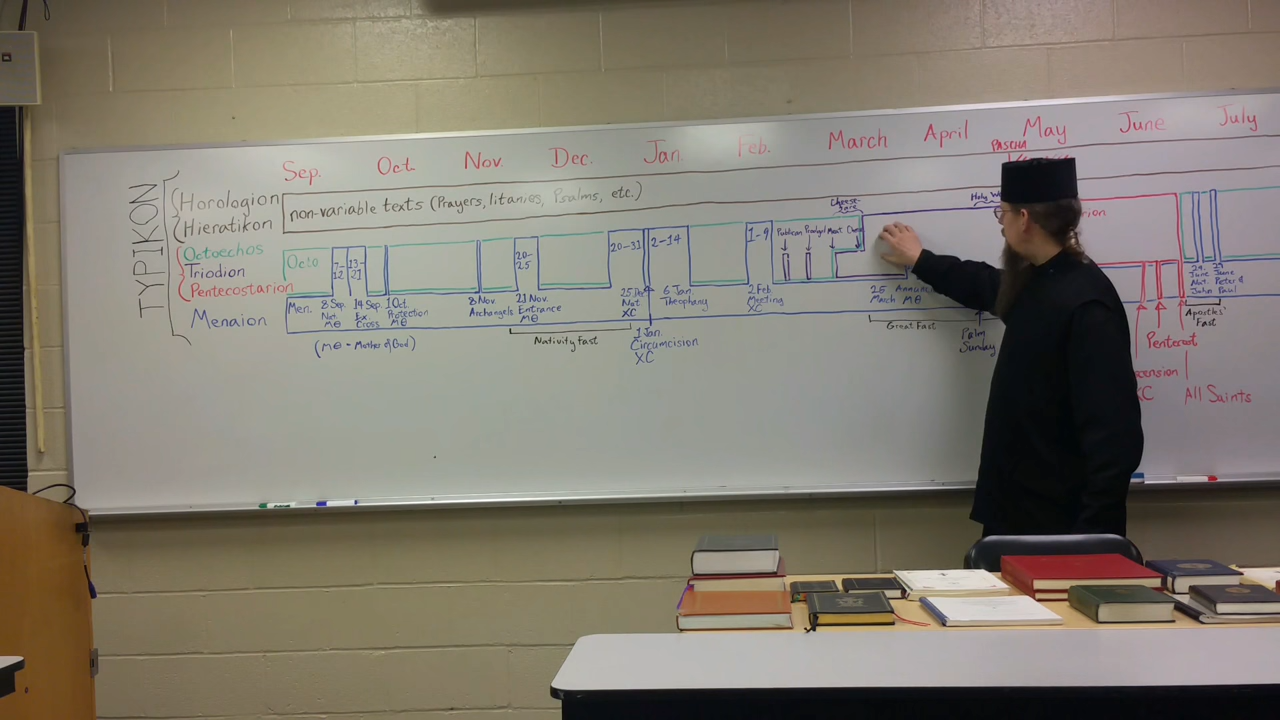 Sep. Oct. Nov. Dec. Jan. Feb. March April May June July
PASCHA
TYPIKON
Horologion
Hieratikon
Octoechos
Triodion
Pentecostarion
Menaion
non-variable texts (Prayers, litanies, Psalms, etc.)
Octo
7-12
13-21
20-25
20-31
2-14
1-9
Cheese-fare
Publican
Prodigal
Meat.
Holy
Men.
8 Sep. Nat. MΘ
14 Sep. Ex. Cross
1 Oct. Protection MΘ
8 Nov. Archangels
21 Nov. Entrance MΘ
25 Dec. Nat. XC
1 Jan. Circumcision XC
6 Jan. Theophany
2 Feb Meeting XC
25 March
MΘ
24 June Nat. John
29 June Peter & Paul
(MΘ - Mother of God)
Nativity Fast
Great Fast
Palm Sunday
Apostles' Fast
Pentecost
All Saints